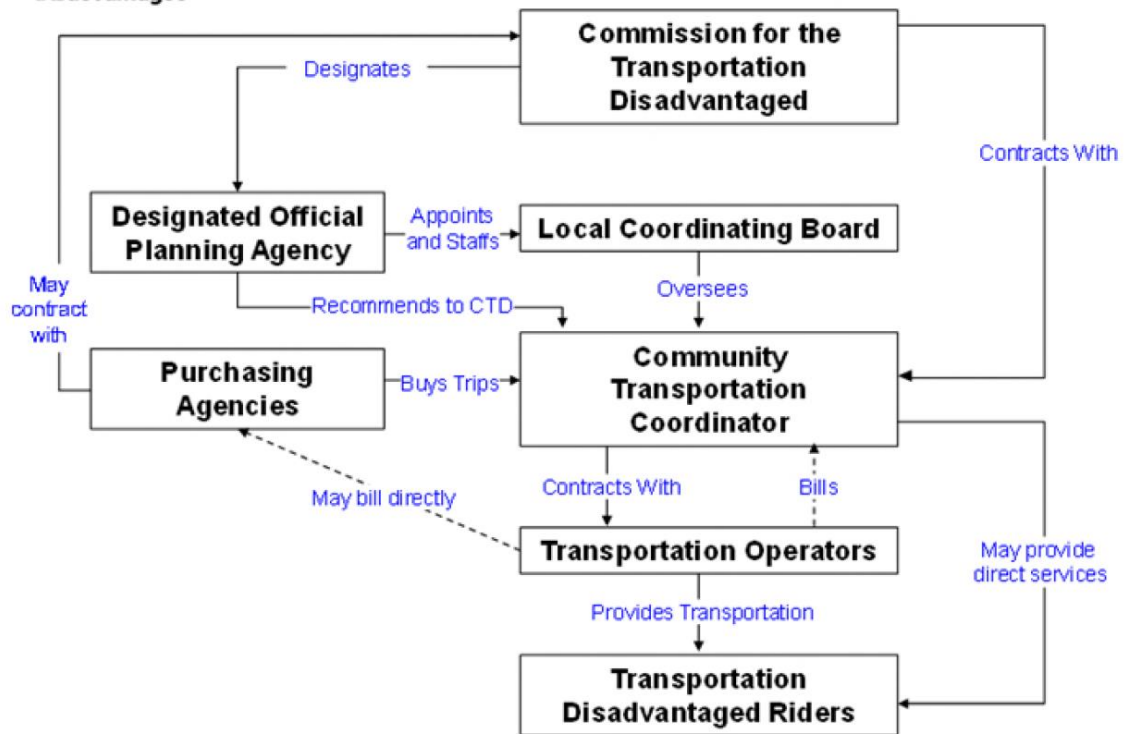 Commission for the
Transportation
Disadvantaged
Designates
Contracts With
Designated Official
Planning Agency
Appoints
and Staffs
Local Coordinating Board
May
contract
with
Recommends to CTD
Oversees
Purchasing
Agencies
Buys Trips
Community
Transportation
Coordinator
May bill directly
Contracts With
Bills
Transportation Operators
May provide
direct services
Provides Transportation
Transportation
Disadvantaged Riders